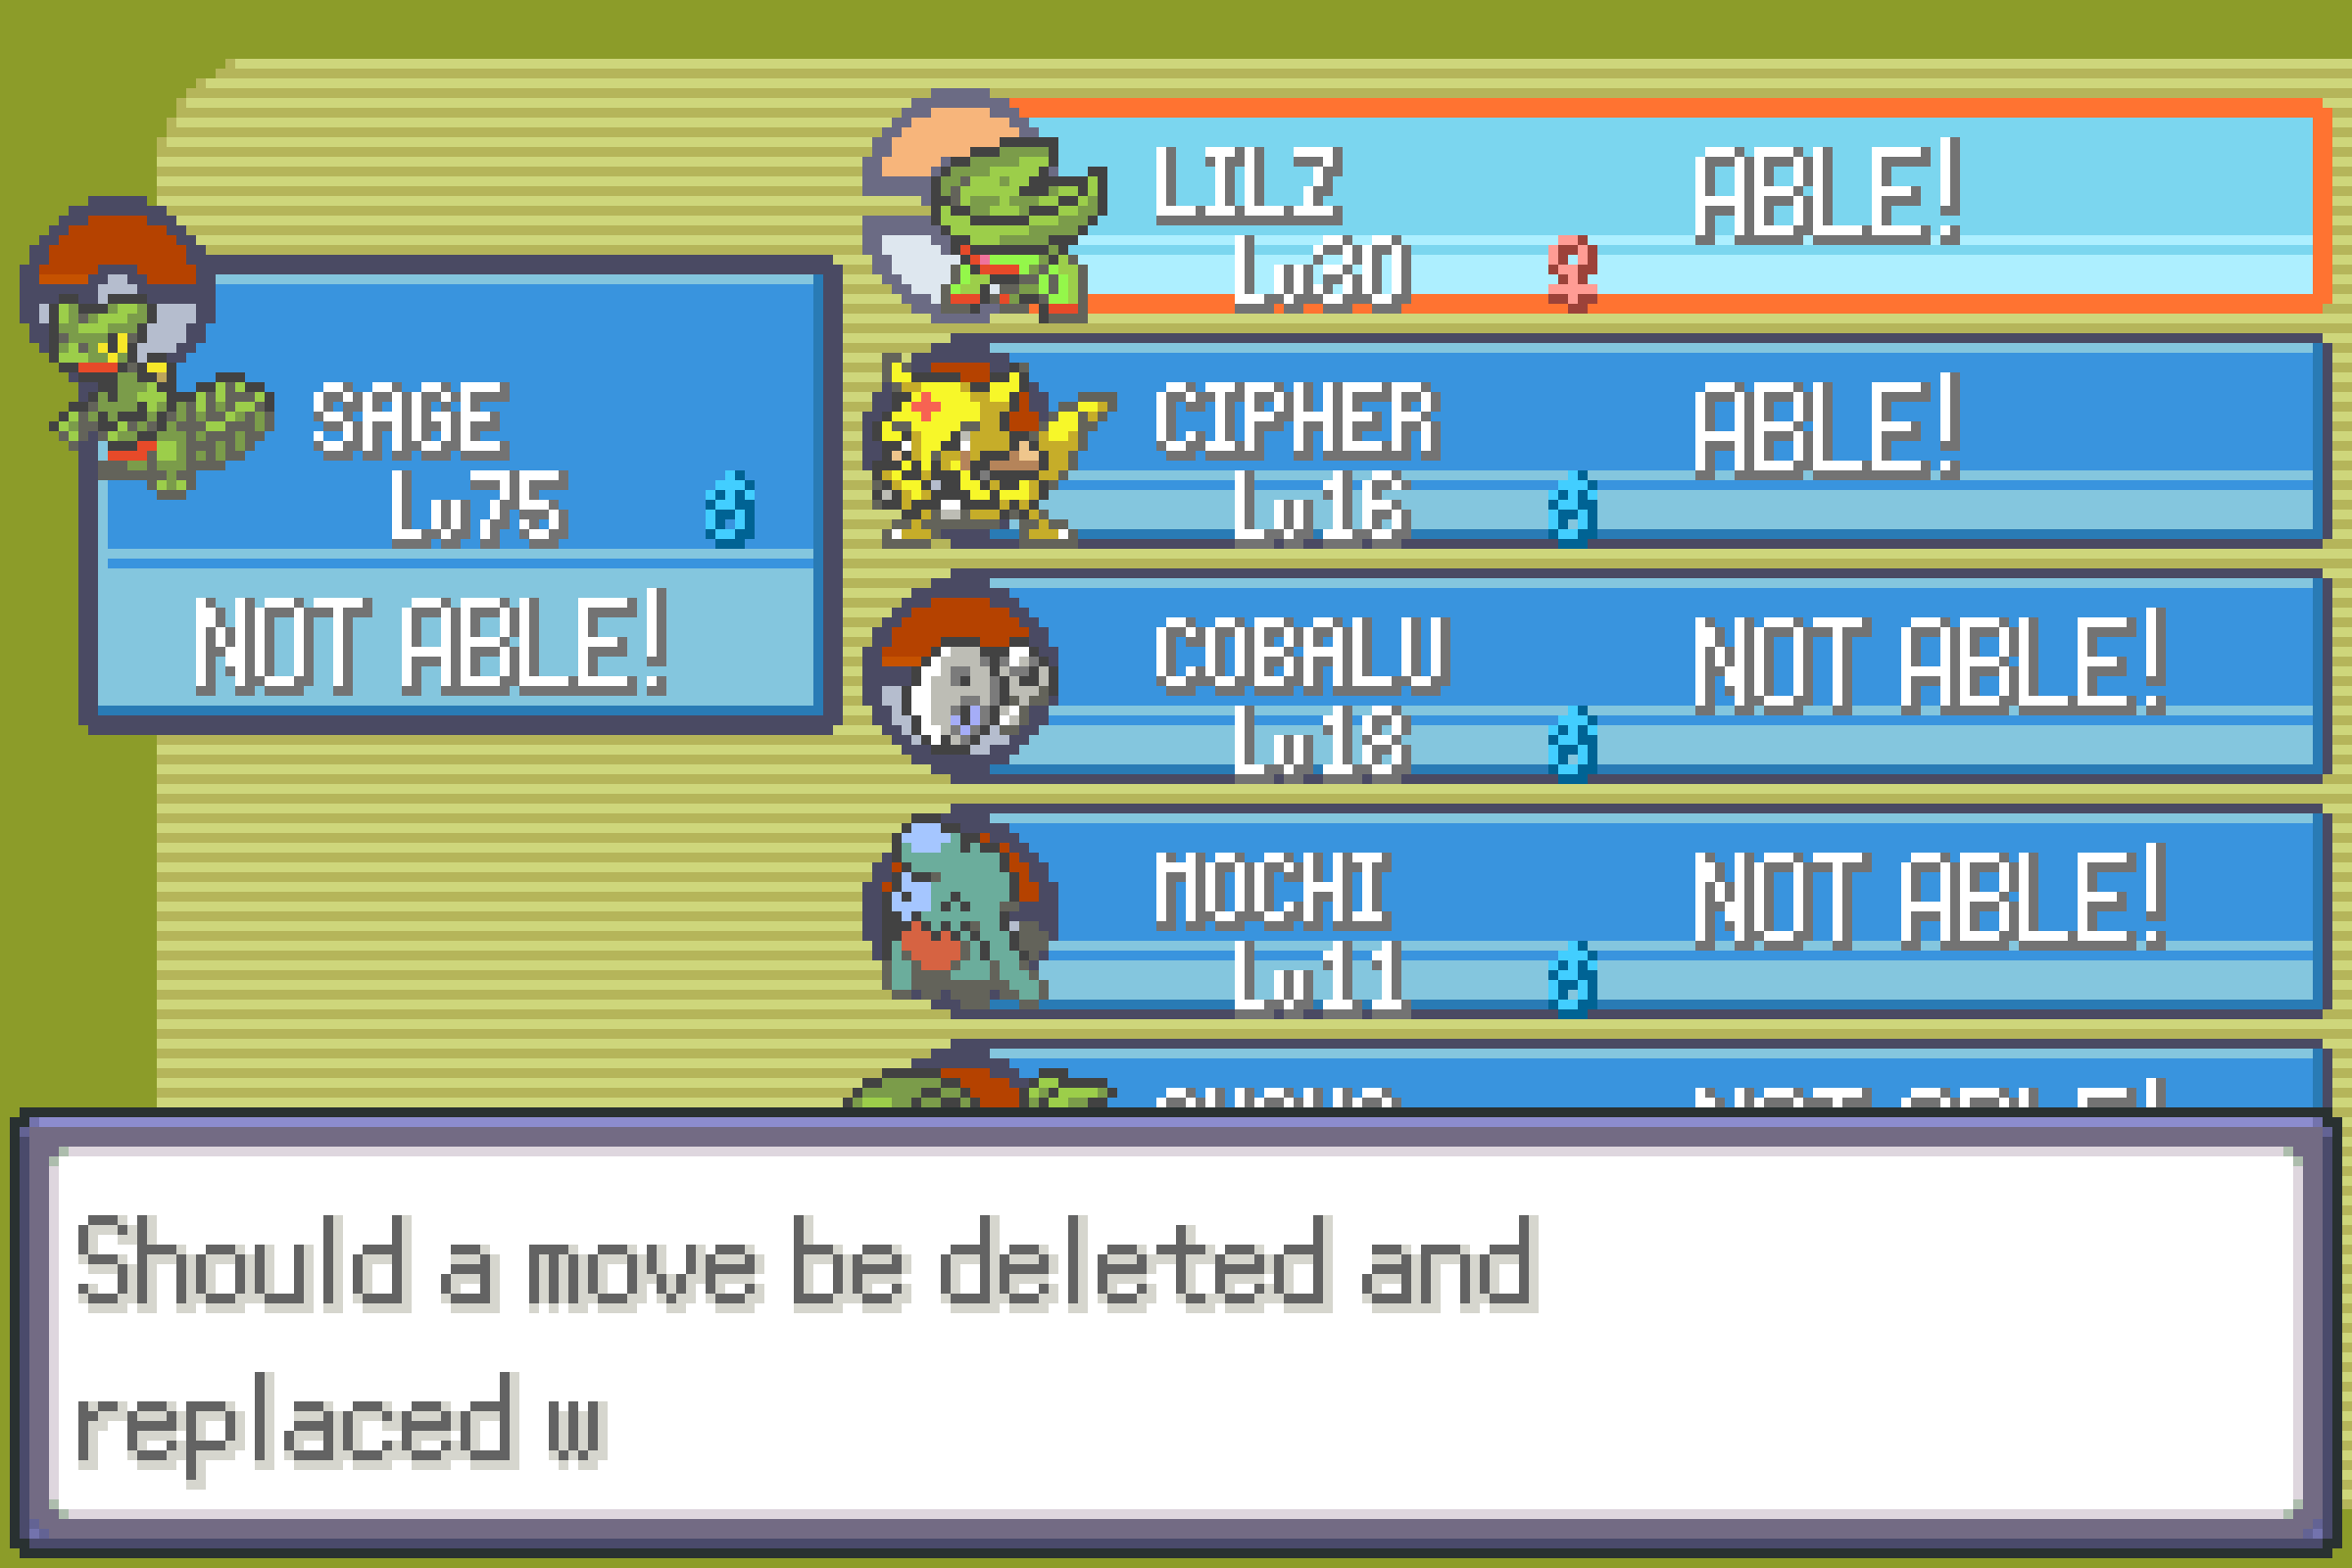 SAGE
Lv75 ♂
NOT ABLE!
LILZ ABLE!
Lv20 ♀
CIPHER ABLE!
Lv16 ♂
COBALU NOT ABLE!
Lv18 ♂
MOCHI NOT ABLE!
Lv11 ♂
Should a move be deleted and
replaced w